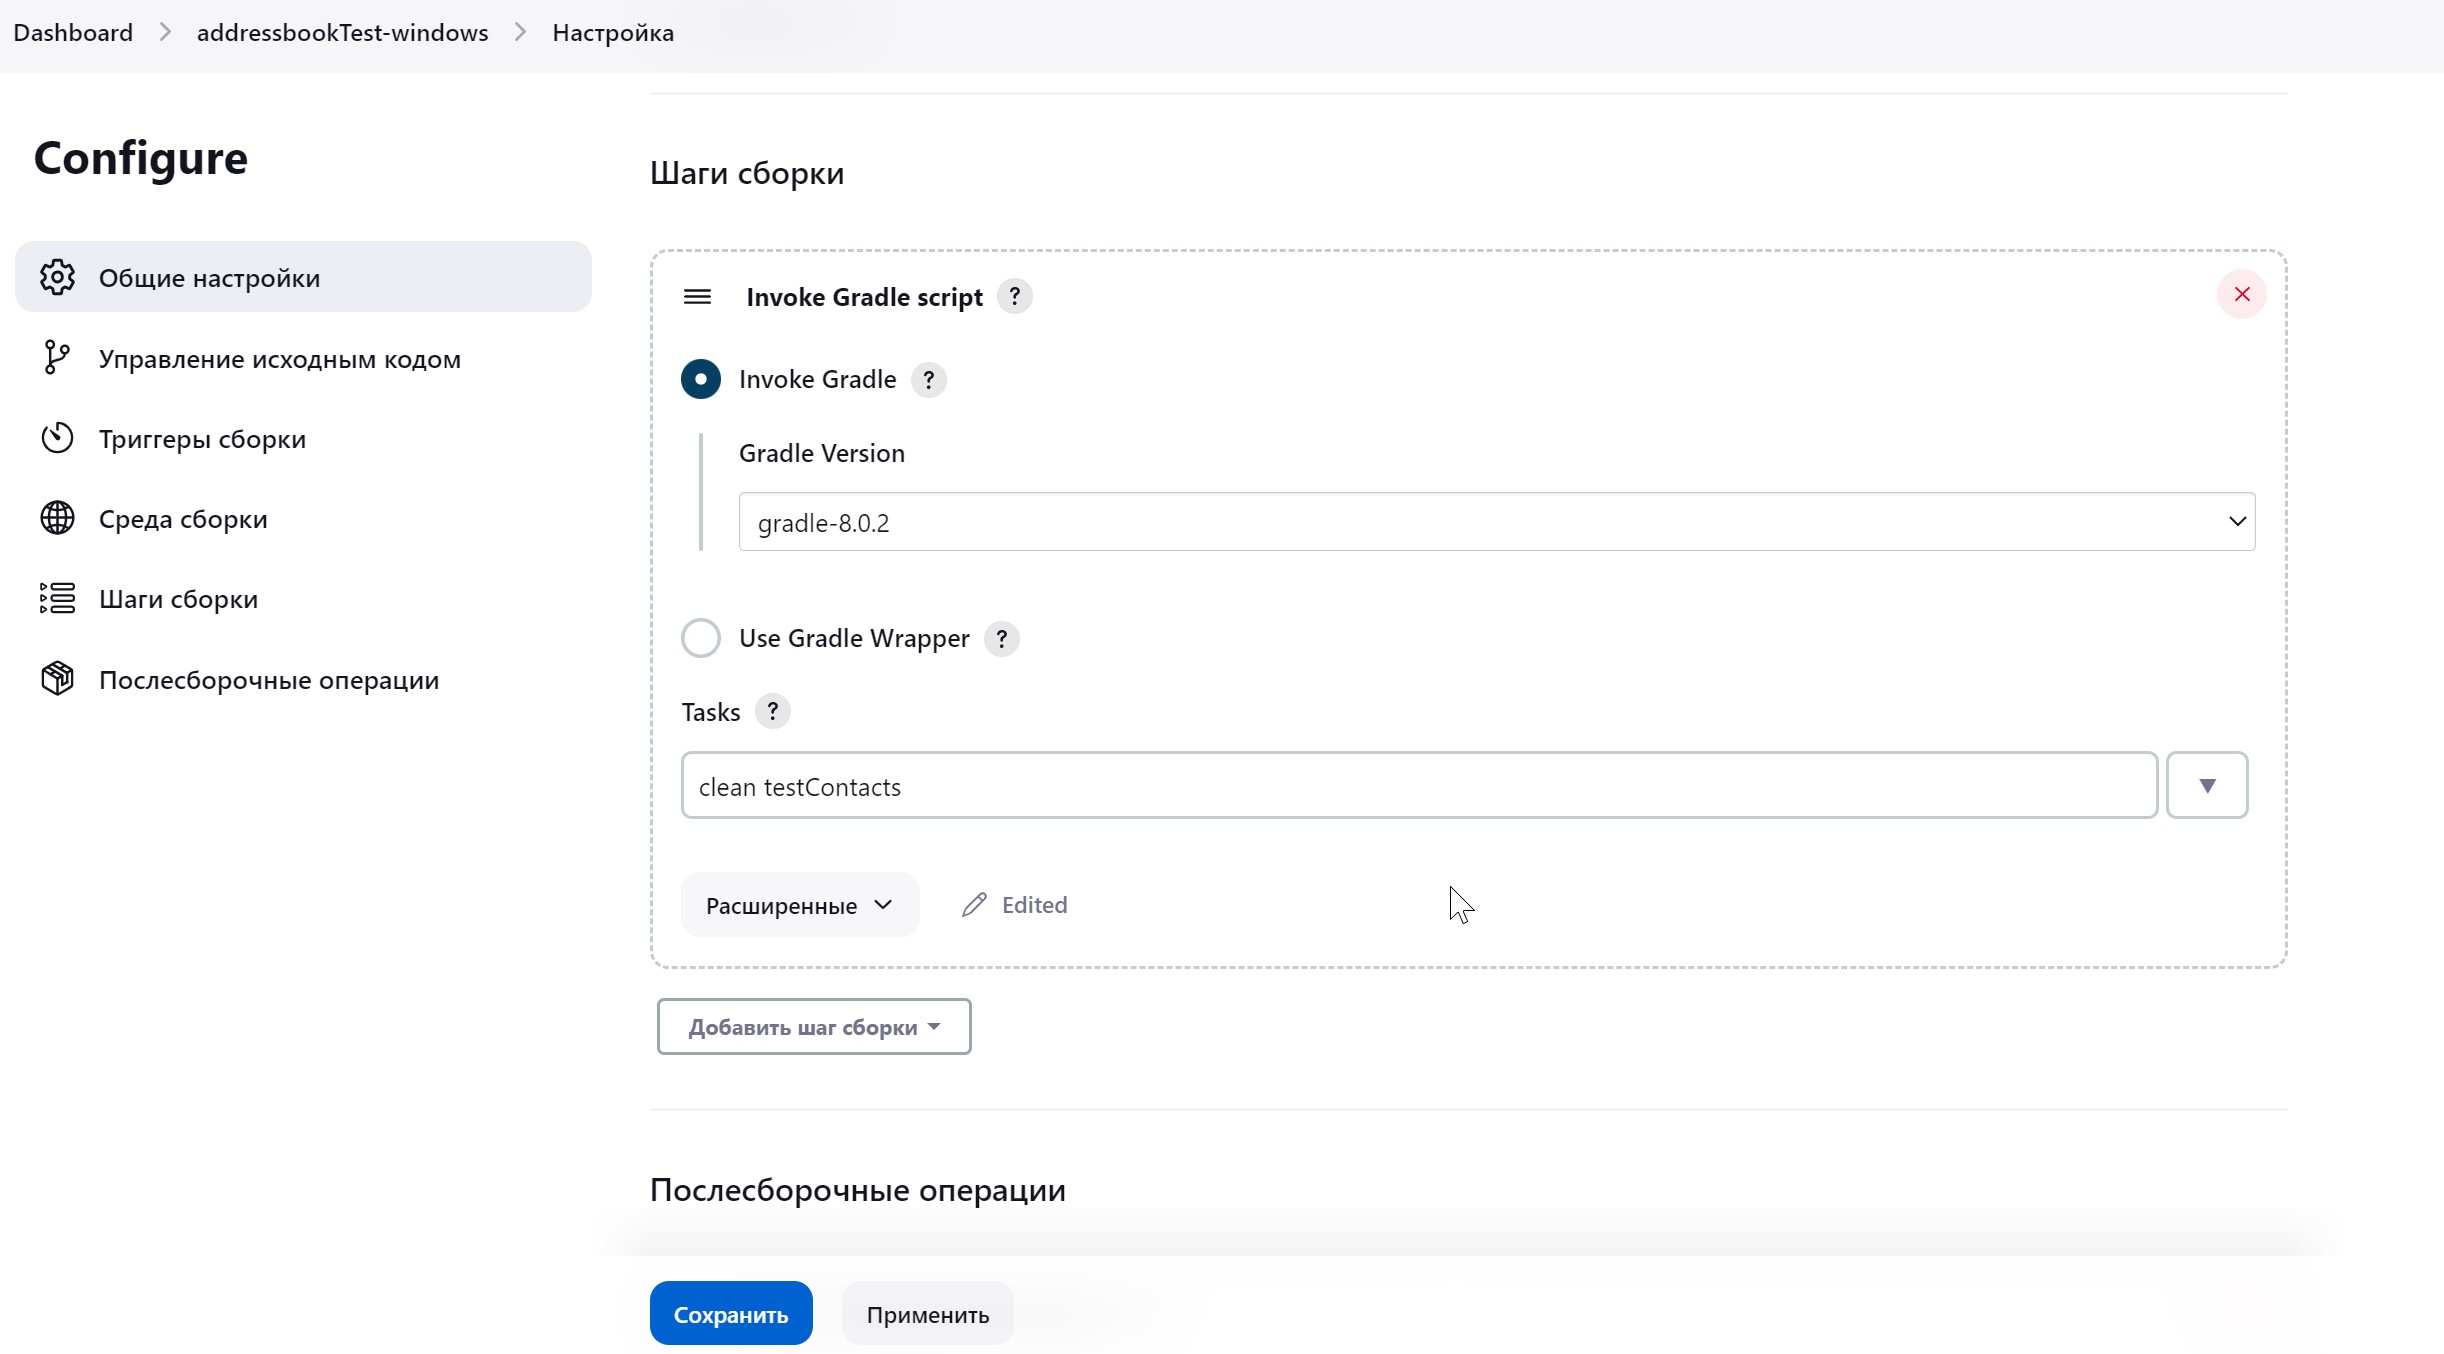 Dashboard > addressbookTest-windows > Настройка
Configure
Общие настройки
Управление исходным кодом
Триггеры сборки
Среда сборки
Шаги сборки
Послесборочные операции
Шаги сборки
Invoke Gradle script ?
Invoke Gradle ?
Gradle Version
gradle-8.0.2
Use Gradle Wrapper ?
Tasks ?
clean testContacts
Расширенные
Edited
Добавить шаг сборки
Послесборочные операции
Сохранить
Применить